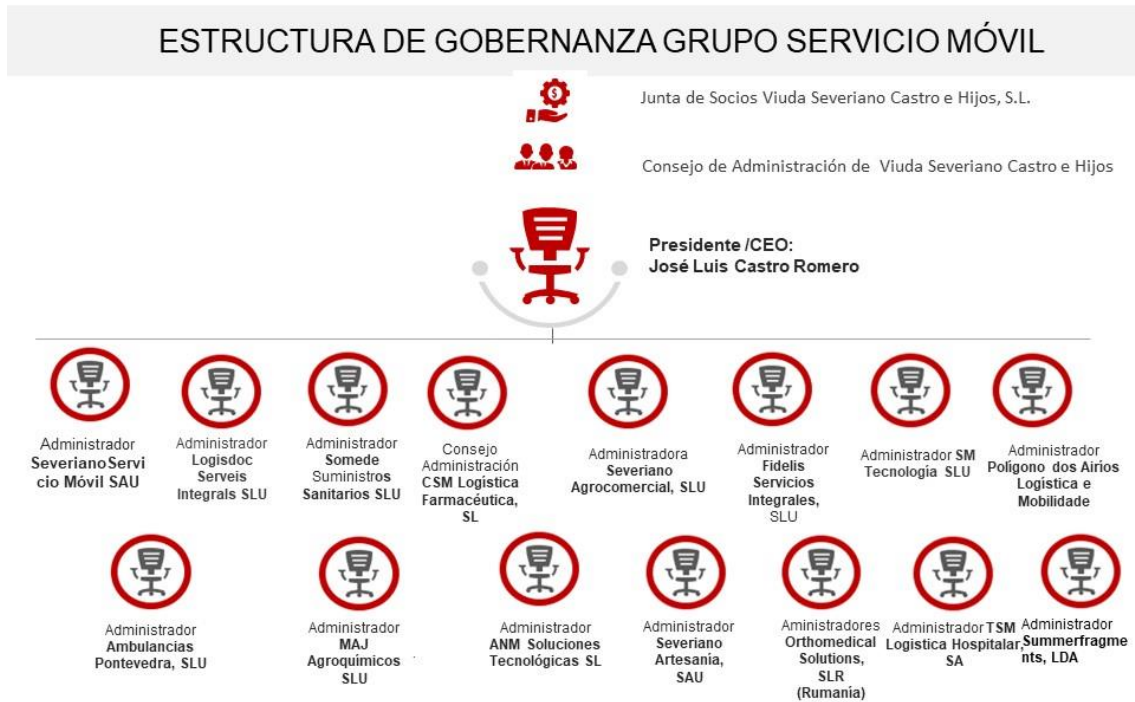 ESTRUCTURA DE GOBERNANZA GRUPO SERVICIO MÓVIL
$
Junta de Socios Viuda Severiano Castro e Hijos, S.L.
Consejo de Administración de Viuda Severiano Castro e Hijos
Presidente /CEO:
José Luis Castro Romero
Administrador
Severiano Servi
cio Móvil SAU
Administrador
Logisdoc
Serveis
Integrals SLU
Administrador
Somede
Suministros
Sanitarios SLU
Consejo
Administración
CSM Logística
Farmacéutica,
SL
Administradora
Severiano
Agrocomercial, SLU
Administrador
Fidelis
Servicios
Integrales,
SLU
Administrador SM
Tecnología SLU
Administrador
Polígono dos Airíos
Logística e
Mobilidade
Administrador
Ambulancias
Pontevedra, SLU
Administrador
MAJ
Agroquímicos
SLU
Administrador
ANM Soluciones
Tecnológicas SL
Administrador
Severiano
Artesanía,
SAU
Aministradores
Orthomedical
Solutions,
SLR
(Rumanía)
Administrador TSM
Logistica Hospitalar,
SA
Administrador
Summerfragme
nts, LDA